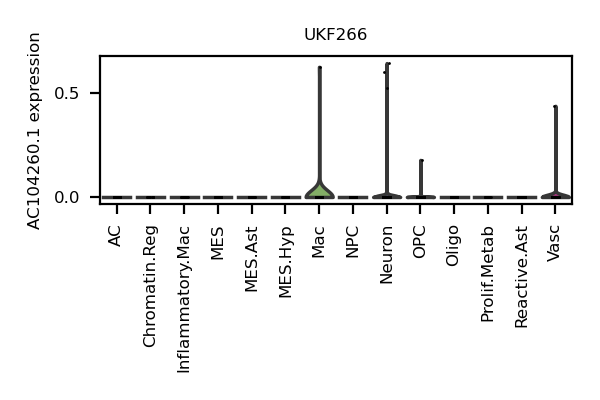 UKF266
AC104260.1 expression
0.5
0.0
AC
Chromatin.Reg
Inflammatory.Mac
MES
MES.Ast
MES.Hyp
Mac
NPC
Neuron
OPC
Oligo
Prolif.Metab
Reactive.Ast
Vasc